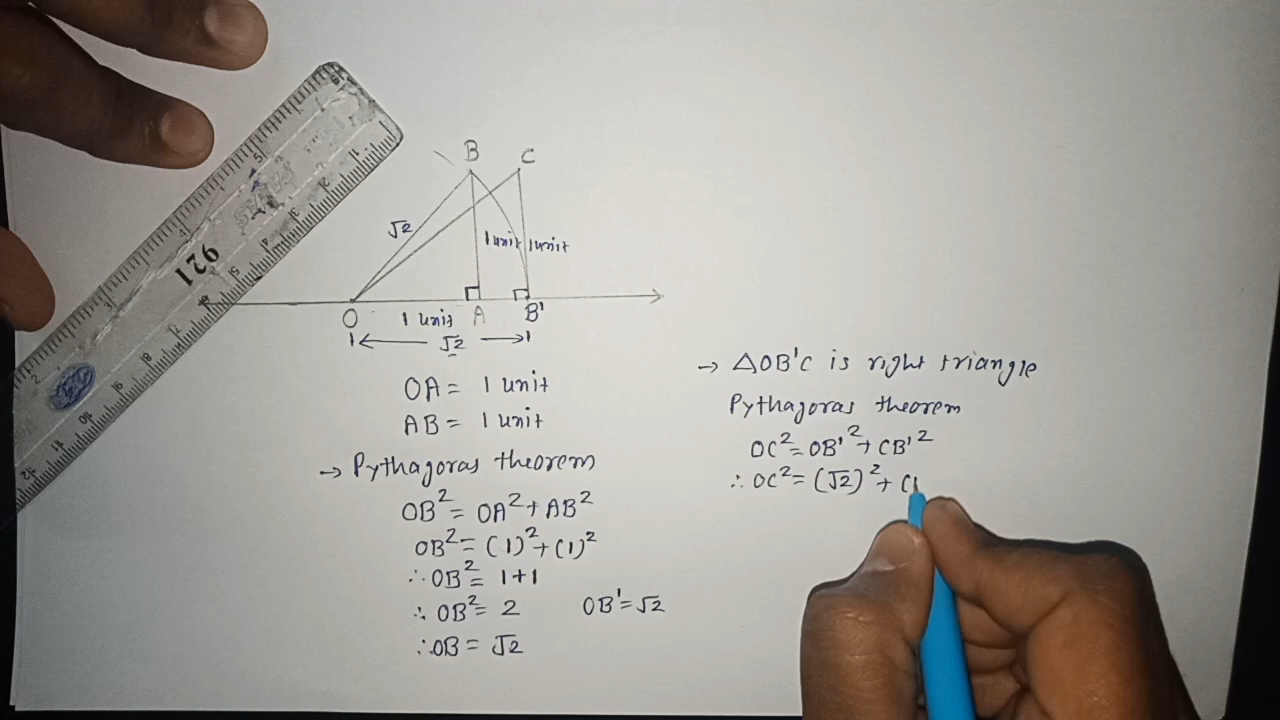 B C
√2
1 unit 1 unit
O 1 unit A B'
√2
OA = 1 unit
AB = 1 unit
→ Pythagoras theorem
OB² = OA² + AB²
OB² = (1)² + (1)²
∴ OB² = 1+1
∴ OB² = 2
∴ OB = √2
OB' = √2
→ △OB'C is right triangle
Pythagoras theorem
OC² = OB'² + CB'²
∴ OC² = (√2)² + (1
921